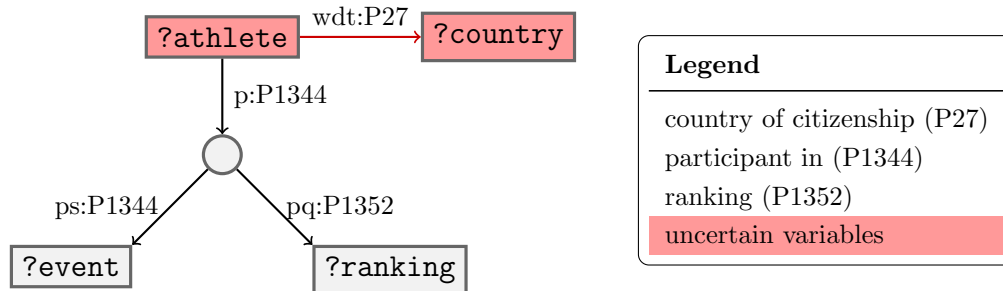 wdt:P27
?athlete
?country
p:P1344
ps:P1344
pq:P1352
?event
?ranking
Legend
country of citizenship (P27)
participant in (P1344)
ranking (P1352)
uncertain variables